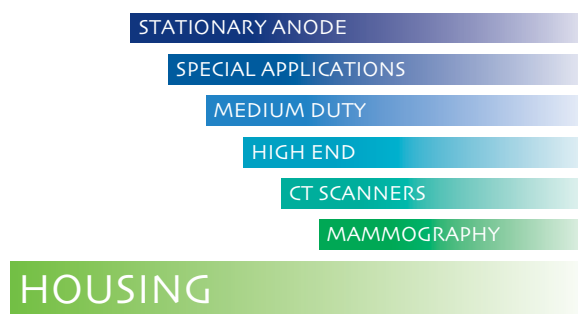 STATIONARY ANODE
SPECIAL APPLICATIONS
MEDIUM DUTY
HIGH END
CT SCANNERS
MAMMOGRAPHY
HOUSING